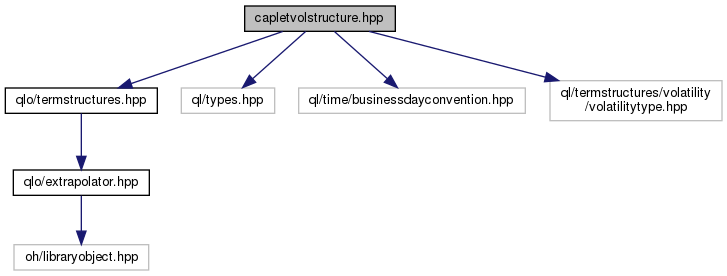 capletvolstructure.hpp
qlo/termstructures.hpp
ql/types.hpp
ql/time/businessdayconvention.hpp
ql/termstructures/volatility
/volatilitytype.hpp
qlo/extrapolator.hpp
oh/libraryobject.hpp